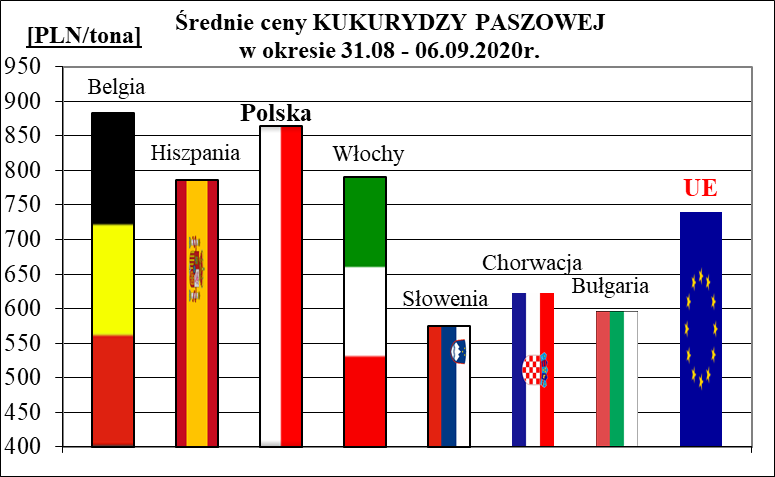 Średnie ceny KUKURYDZY PASZOWEJ
w okresie 31.08 - 06.09.2020r.
[PLN/tona]
950
900
850
800
750
700
650
600
550
500
450
400
Belgia
Hiszpania
Polska
Włochy
Słowenia
Chorwacja
Bułgaria
UE